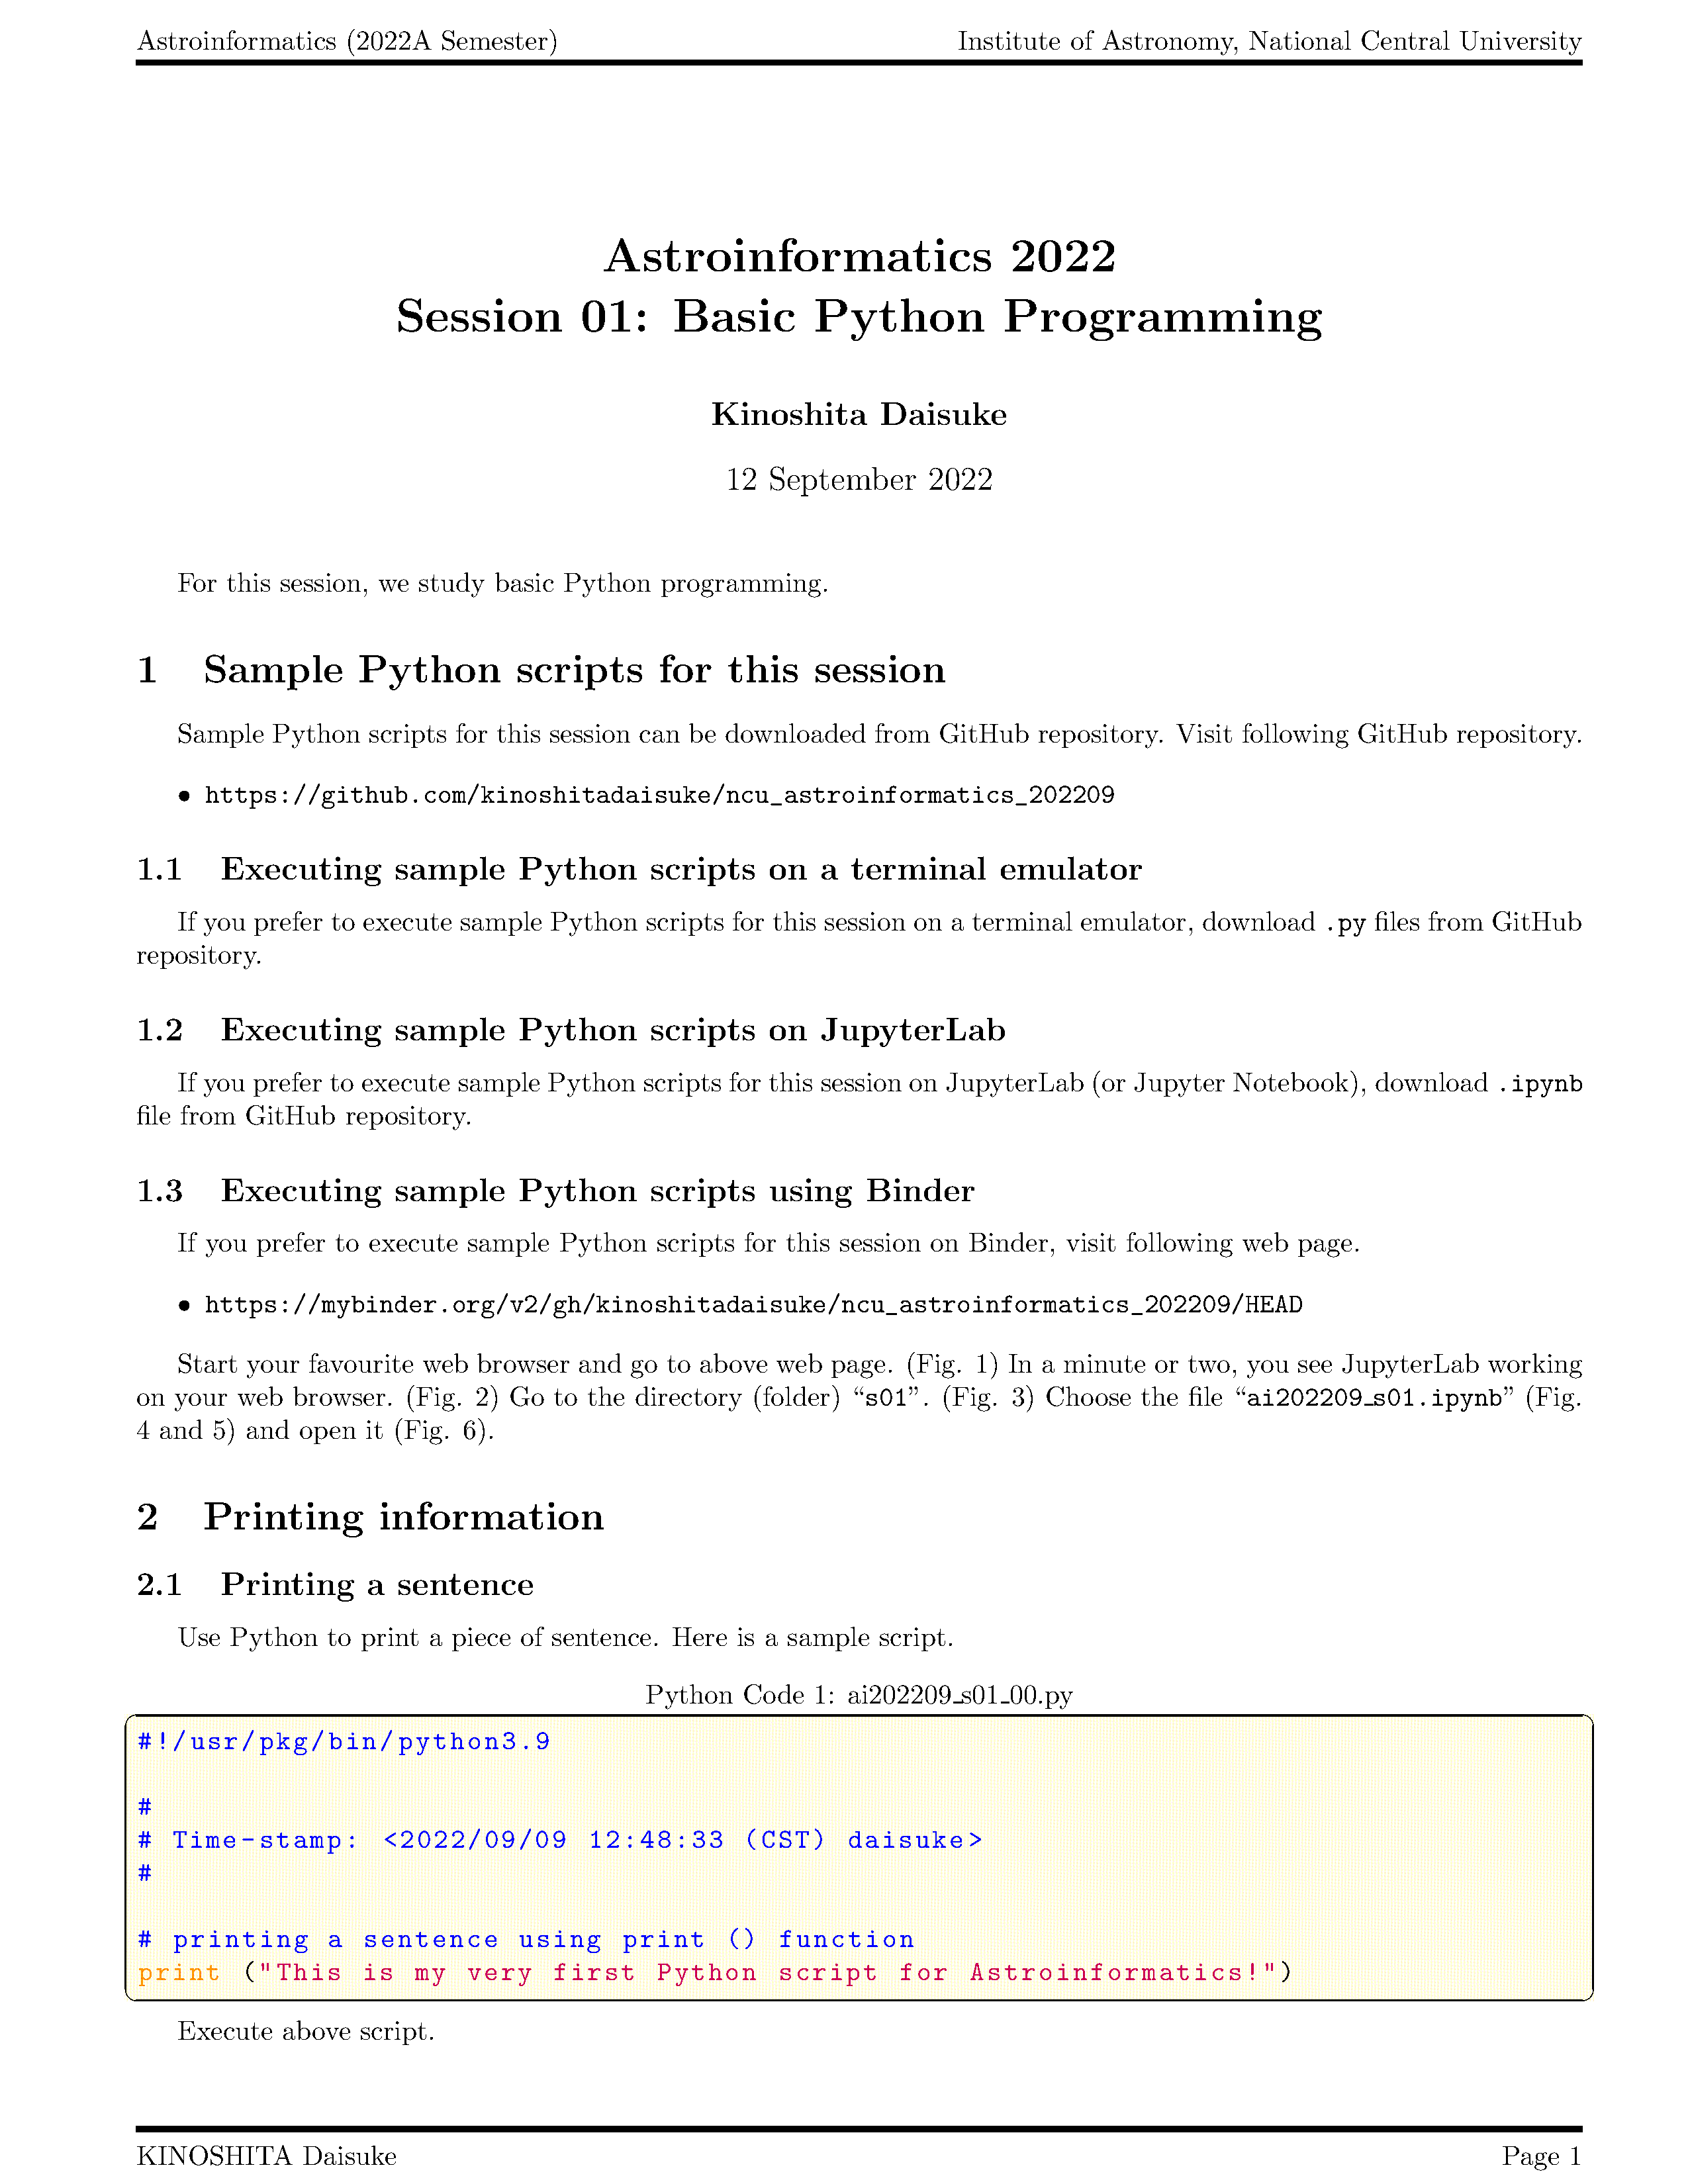 Astroinformatics (2022A Semester) Institute of Astronomy, National Central University
Astroinformatics 2022
Session 01: Basic Python Programming
Kinoshita Daisuke
12 September 2022
For this session, we study basic Python programming.
1 Sample Python scripts for this session
Sample Python scripts for this session can be downloaded from GitHub repository. Visit following GitHub repository.
• https://github.com/kinoshitadaisuke/ncu_astroinformatics_202209
1.1 Executing sample Python scripts on a terminal emulator
If you prefer to execute sample Python scripts for this session on a terminal emulator, download .py files from GitHub
repository.
1.2 Executing sample Python scripts on JupyterLab
If you prefer to execute sample Python scripts for this session on JupyterLab (or Jupyter Notebook), download .ipynb
file from GitHub repository.
1.3 Executing sample Python scripts using Binder
If you prefer to execute sample Python scripts for this session on Binder, visit following web page.
• https://mybinder.org/v2/gh/kinoshitadaisuke/ncu_astroinformatics_202209/HEAD
Start your favourite web browser and go to above web page. (Fig. 1) In a minute or two, you see JupyterLab working
on your web browser. (Fig. 2) Go to the directory (folder) “s01”. (Fig. 3) Choose the file “ai202209_s01.ipynb” (Fig.
4 and 5) and open it (Fig. 6).
2 Printing information
2.1 Printing a sentence
Use Python to print a piece of sentence. Here is a sample script.
Python Code 1: ai202209_s01_00.py
#!/usr/pkg/bin/python3.9
#
# Time-stamp: <2022/09/09 12:48:33 (CST) daisuke>
#
# printing a sentence using print () function
print ("This is my very first Python script for Astroinformatics!")
Execute above script.
KINOSHITA Daisuke Page 1